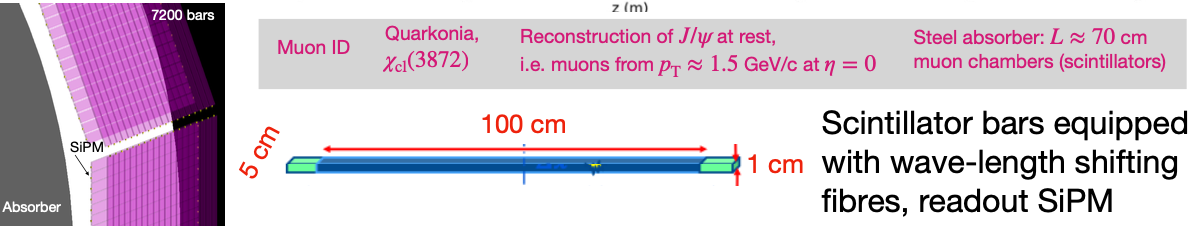 z (m)
7200 bars
Muon ID
Quarkonia,
χc1(3872)
Reconstruction of J/ψ at rest,
i.e. muons from pT ≈ 1.5 GeV/c at η = 0
Steel absorber: L ≈ 70 cm
muon chambers (scintillators)
SiPM
Absorber
5 cm
100 cm
1 cm
Scintillator bars equipped
with wave-length shifting
fibres, readout SiPM